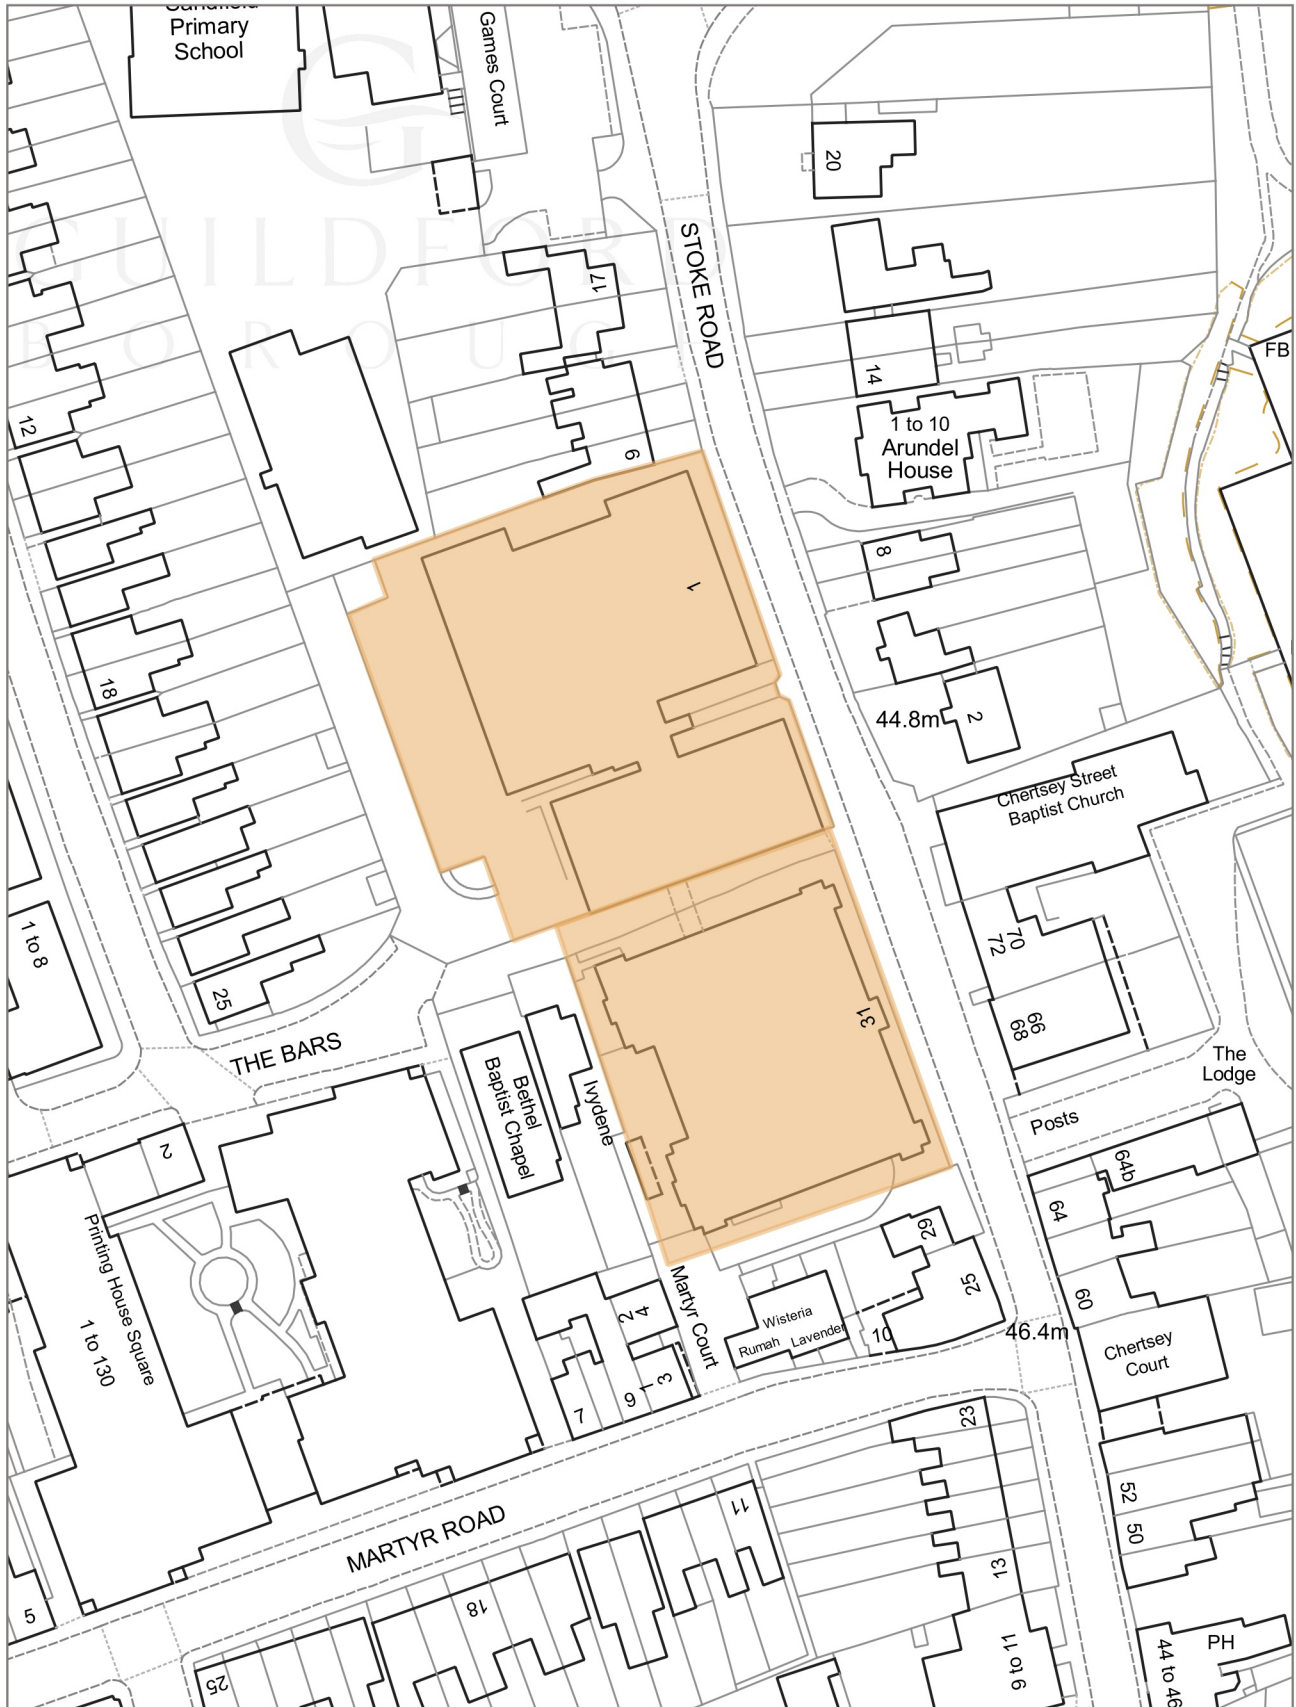 Sandfield
Primary
School
Games Court
GUILDFORD
BOROUGH
20
STOKE ROAD
17
FB
14
12
1 to 10
Arundel
House
9
8
1
18
44.8m
2
Chertsey Street
Baptist Church
1 to 8
70
72
25
31
66
68
THE BARS
The
Lodge
Bethel
Baptist Chapel
Ivydene
Posts
2
64b
64
29
Printing House Square
1 to 130
Martyr Court
25
60
4
2
Wisteria
Rumah
Lavender
10
46.4m
Chertsey
Court
3
1
6
7
23
52
11
50
MARTYR ROAD
13
18
5
9 to 11
PH
44 to 46
25